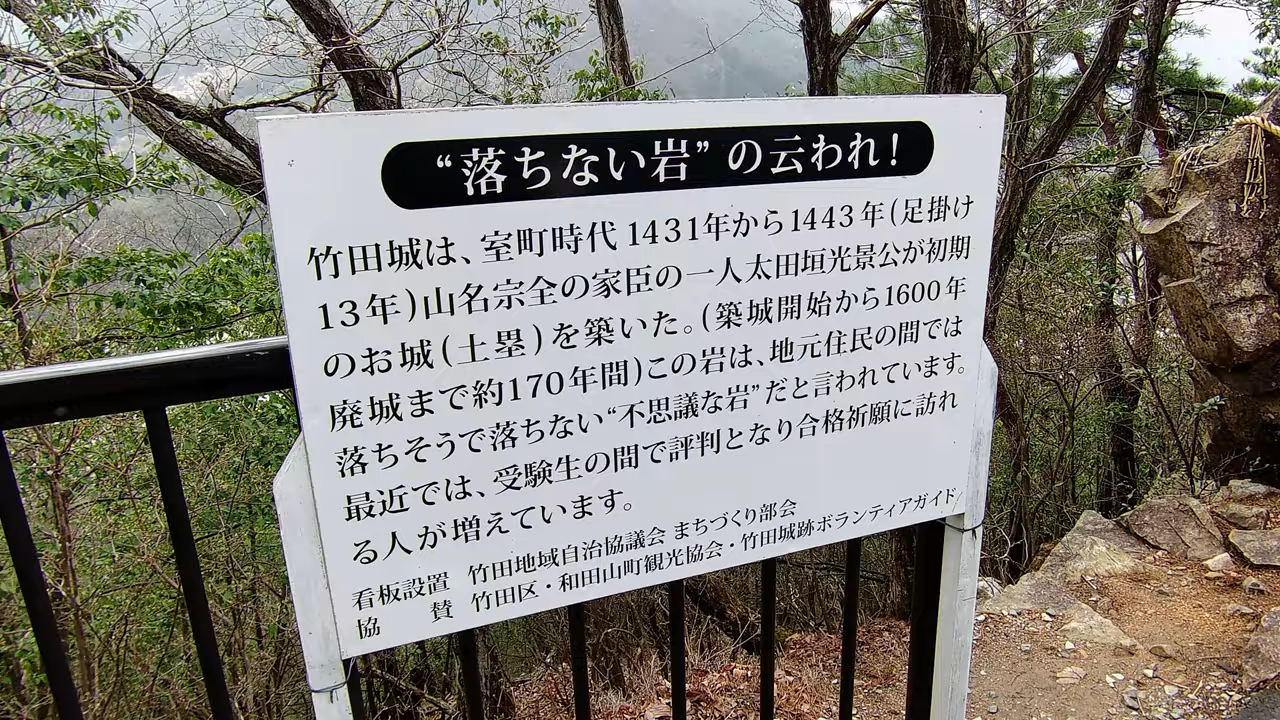 “落ちない岩”の云われ！
竹田城は、室町時代1431年から1443年(足掛け
13年)山名宗全の家臣の一人太田垣光景公が初期
のお城(土塁)を築いた。(築城開始から1600年
廃城まで約170年間)この岩は、地元住民の間では
落ちそうで落ちない“不思議な岩”だと言われています。
最近では、受験生の間で評判となり合格祈願に訪れ
る人が増えています。
看板設置 竹田地域自治協議会 まちづくり部会
協 賛 竹田区・和田山町観光協会・竹田城跡ボランティアガイド